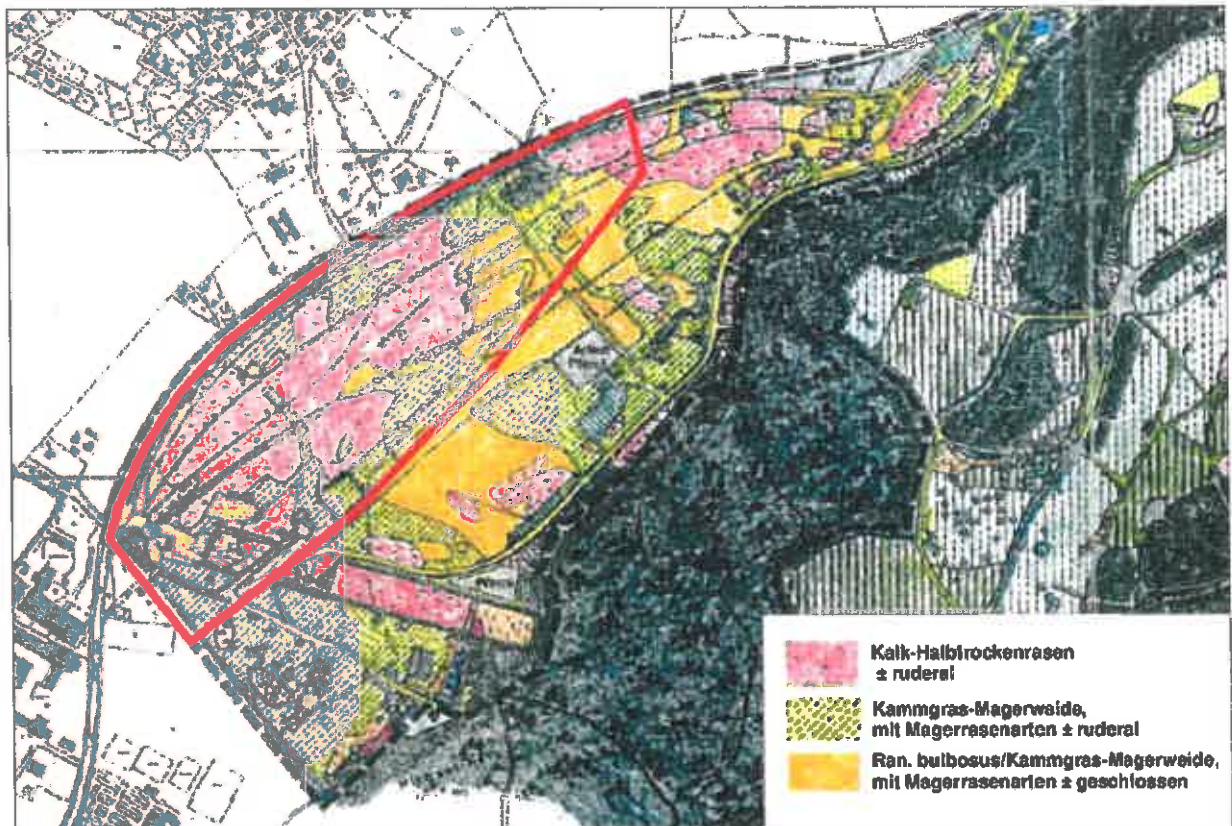 Kalk-Halbtrockenrasen
± ruderal
Kammgras-Magerweide,
mit Magerrasenarten ± ruderal
Ran. bulbosus/Kammgras-Magerweide,
mit Magerrasenarten ± geschlossen